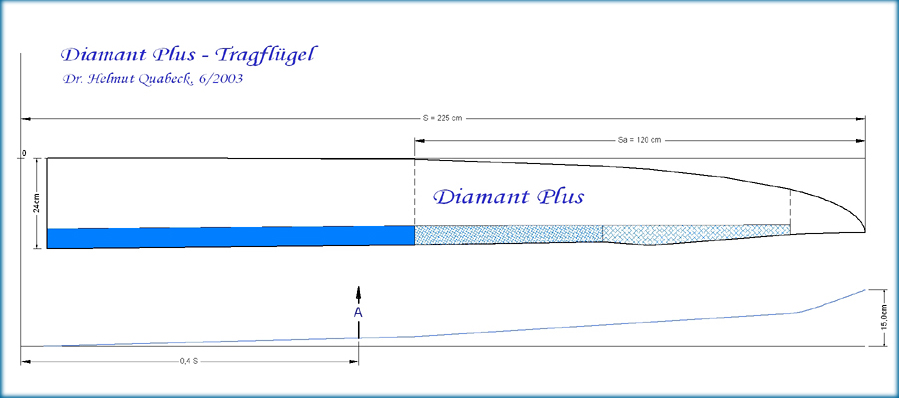 Diamant Plus - Tragflügel
Dr. Helmut Quabeck, 6/2003
S = 225 cm
Sa = 120 cm
0
24cm
Diamant Plus
A
15,0cm
0,4 S